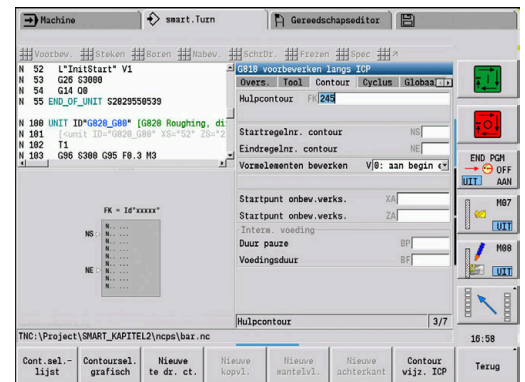 Machine
smart.Turn
Gereedschapseditor
Voorbev. Steken Boren Nabev. SchrDr. Frezen Spec
N 52 L"InitStart" V1
N 53 G26 S3000
N 54 G14 Q0
N 55 END_OF_UNIT S2829550539
N 100 UNIT ID"G820_G80" [G820 Roughing, di
N 101 [<unit ID="G820_G80" XS="52" ZS="2
N 102 T1
N 103 G96 S300 G95 F0.3 M3
G810 voorbewerken langs ICP
Overs. Tool Contour Cyclus Globaa
Hulpcontour FK 245
Startregelnr. contour NS
Eindregelnr. contour NE
Vormelementen bewerken V 0: aan begin e
Startpunt onbew.werks. XA
Startpunt onbew.werks. ZA
Interm. voeding
Duur pauze BP
Voedingsduur BF
Hulpcontour 3/7
FK - Id"xxxxx"
NS
NE
N.. ...
N.. ...
N.. ...
N.. ...
N.. ...
N.. ...
N.. ...
N.. ...
TNC:\Project\SMART_KAPITEL2\ncps\bar.nc
END PGM
OFF
UIT AAN
M07
UIT
M08
UIT
16:58
Cont.sel.-lijst
Contoursel. grafisch
Nieuwe te dr. ct.
Nieuwe kopvl.
Nieuwe mantelvl.
Nieuwe achterkant
Contour wijz. ICP
Terug